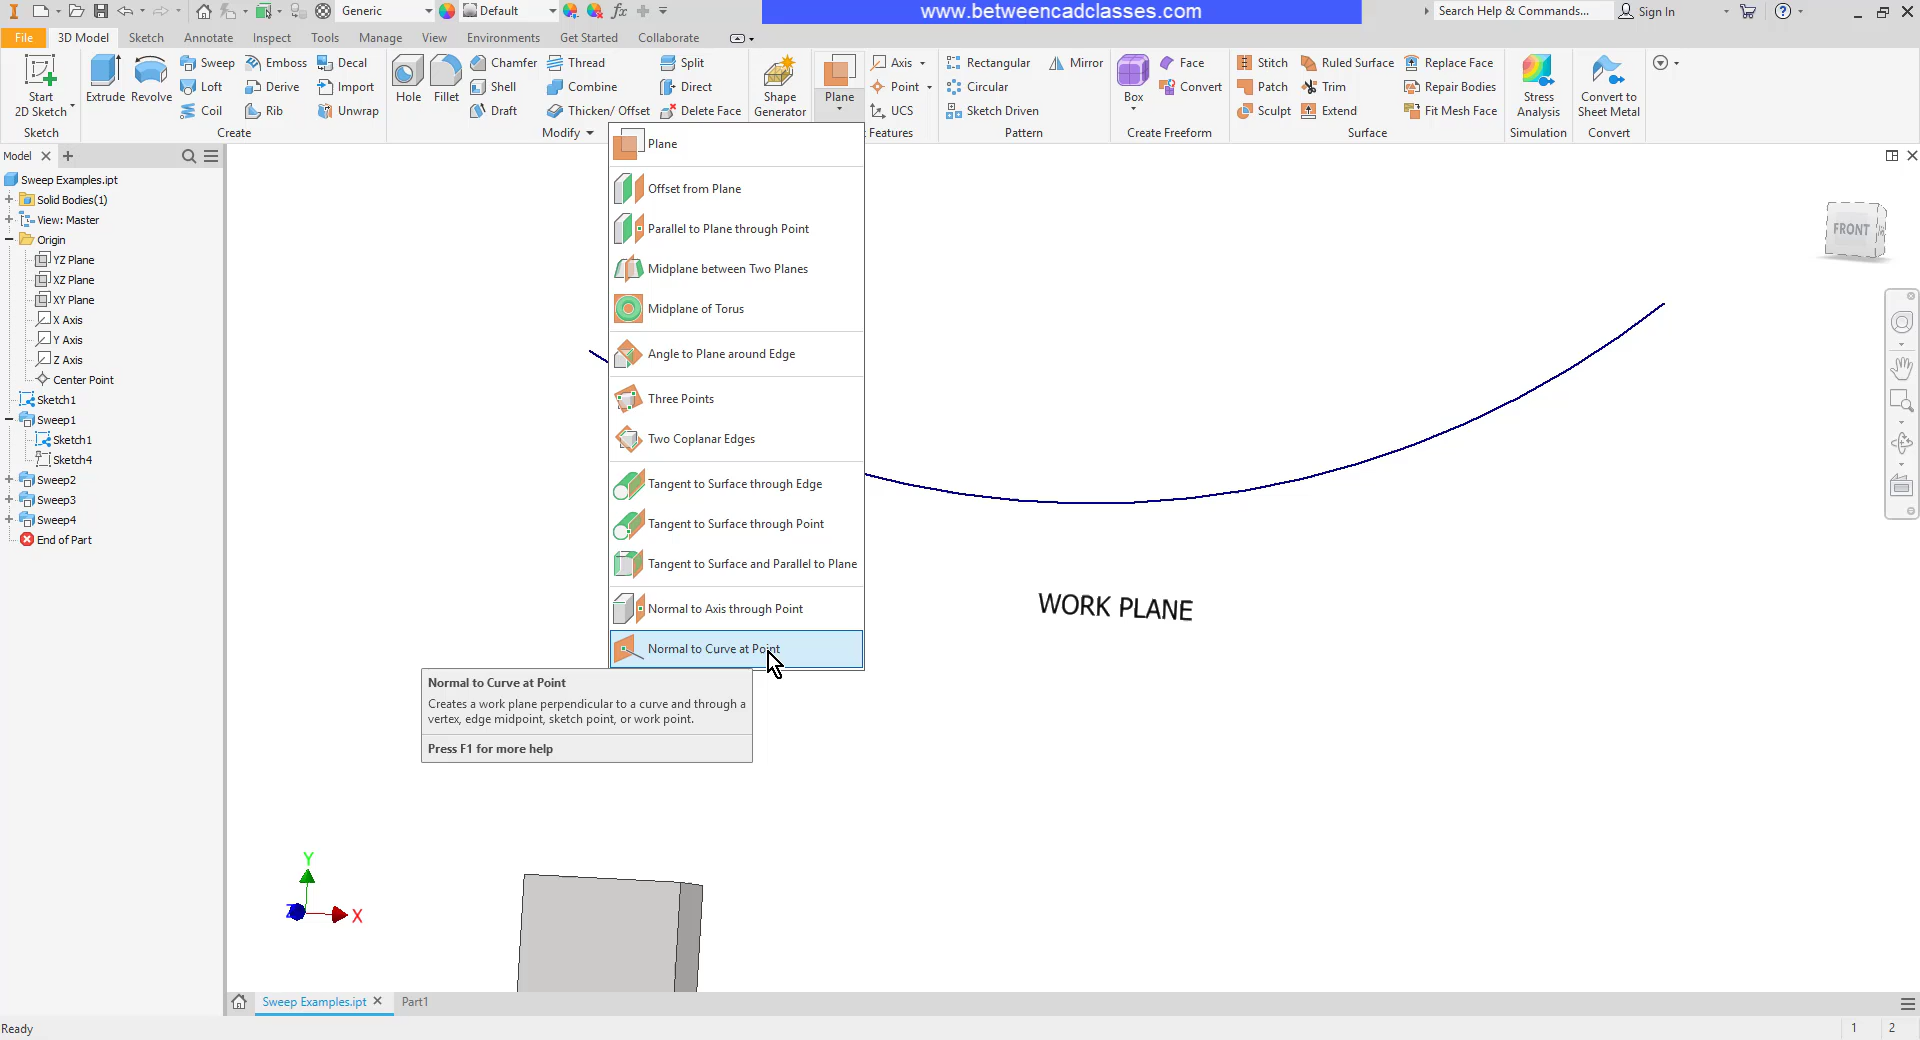 Generic
Default
fx
www.betweencadclasses.com
Search Help & Commands...
Sign In
File
3D Model
Sketch
Annotate
Inspect
Tools
Manage
View
Environments
Get Started
Collaborate
Start
2D Sketch
Sketch
Extrude
Revolve
Sweep
Loft
Coil
Emboss
Derive
Rib
Decal
Import
Unwrap
Create
Hole
Fillet
Chamfer
Shell
Draft
Thread
Combine
Thicken/ Offset
Split
Direct
Delete Face
Modify
Shape
Generator
Plane
Axis
Point
UCS
Features
Rectangular
Circular
Sketch Driven
Mirror
Pattern
Box
Face
Convert
Create Freeform
Stitch
Patch
Sculpt
Ruled Surface
Trim
Extend
Replace Face
Repair Bodies
Fit Mesh Face
Surface
Stress
Analysis
Simulation
Convert to
Sheet Metal
Convert
Model
Sweep Examples.ipt
Solid Bodies(1)
View: Master
Origin
YZ Plane
XZ Plane
XY Plane
X Axis
Y Axis
Z Axis
Center Point
Sketch1
Sweep1
Sketch1
Sketch4
Sweep2
Sweep3
Sweep4
End of Part
Plane
Offset from Plane
Parallel to Plane through Point
Midplane between Two Planes
Midplane of Torus
Angle to Plane around Edge
Three Points
Two Coplanar Edges
Tangent to Surface through Edge
Tangent to Surface through Point
Tangent to Surface and Parallel to Plane
Normal to Axis through Point
Normal to Curve at Point
Normal to Curve at Point
Creates a work plane perpendicular to a curve and through a
vertex, edge midpoint, sketch point, or work point.
Press F1 for more help
FRONT
WORK PLANE
Y
Z
X
Sweep Examples.ipt
Part1
Ready
1
2